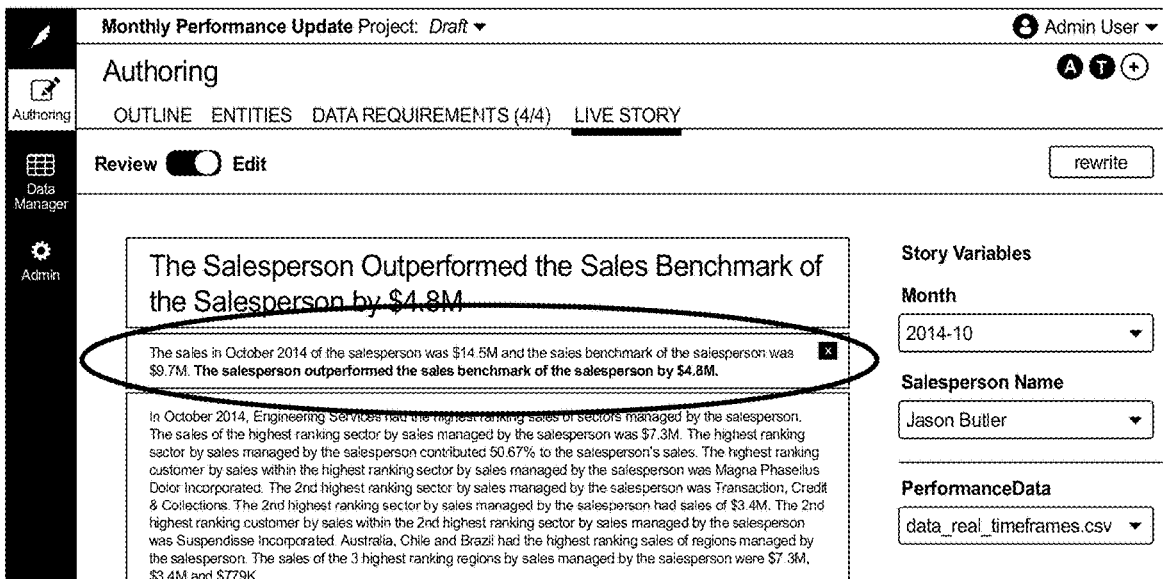 Monthly Performance Update Project: Draft
Admin User
Authoring
A T +
Authoring
OUTLINE ENTITIES DATA REQUIREMENTS (4/4) LIVE STORY
Review Edit
rewrite
Data
Manager
Admin
The Salesperson Outperformed the Sales Benchmark of
the Salesperson by $4.8M
The sales in October 2014 of the salesperson was $14.5M and the sales benchmark of the salesperson was
$9.7M. The salesperson outperformed the sales benchmark of the salesperson by $4.8M.
x
In October 2014, Engineering Services had the highest ranking sales of sectors managed by the salesperson.
The sales of the highest ranking sector by sales managed by the salesperson was $7.3M. The highest ranking
sector by sales managed by the salesperson contributed 50.67% to the salesperson's sales. The highest ranking
customer by sales within the highest ranking sector by sales managed by the salesperson was Magna Phasellus
Dolor Incorporated. The 2nd highest ranking sector by sales managed by the salesperson was Transaction, Credit
& Collections. The 2nd highest ranking sector by sales managed by the salesperson had sales of $3.4M. The 2nd
highest ranking customer by sales within the 2nd highest ranking sector by sales managed by the salesperson
was Suspendisse Incorporated. Australia, Chile and Brazil had the highest ranking sales of regions managed by
the salesperson. The sales of the 3 highest ranking regions by sales managed by the salesperson were $7.3M,
$3.4M and $779K
Story Variables
Month
2014-10
Salesperson Name
Jason Butler
PerformanceData
data_real_timeframes.csv